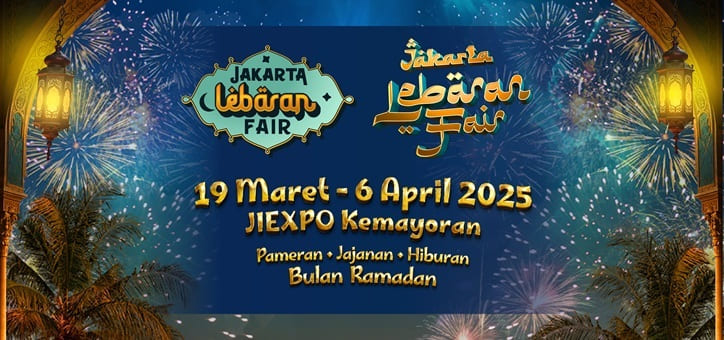 JAKARTA
Lebaran
FAIR
Jakarta
Lebaran
Fair
19 Maret - 6 April 2025
JIEXPO Kemayoran
Pameran • Jajanan • Hiburan
Bulan Ramadan